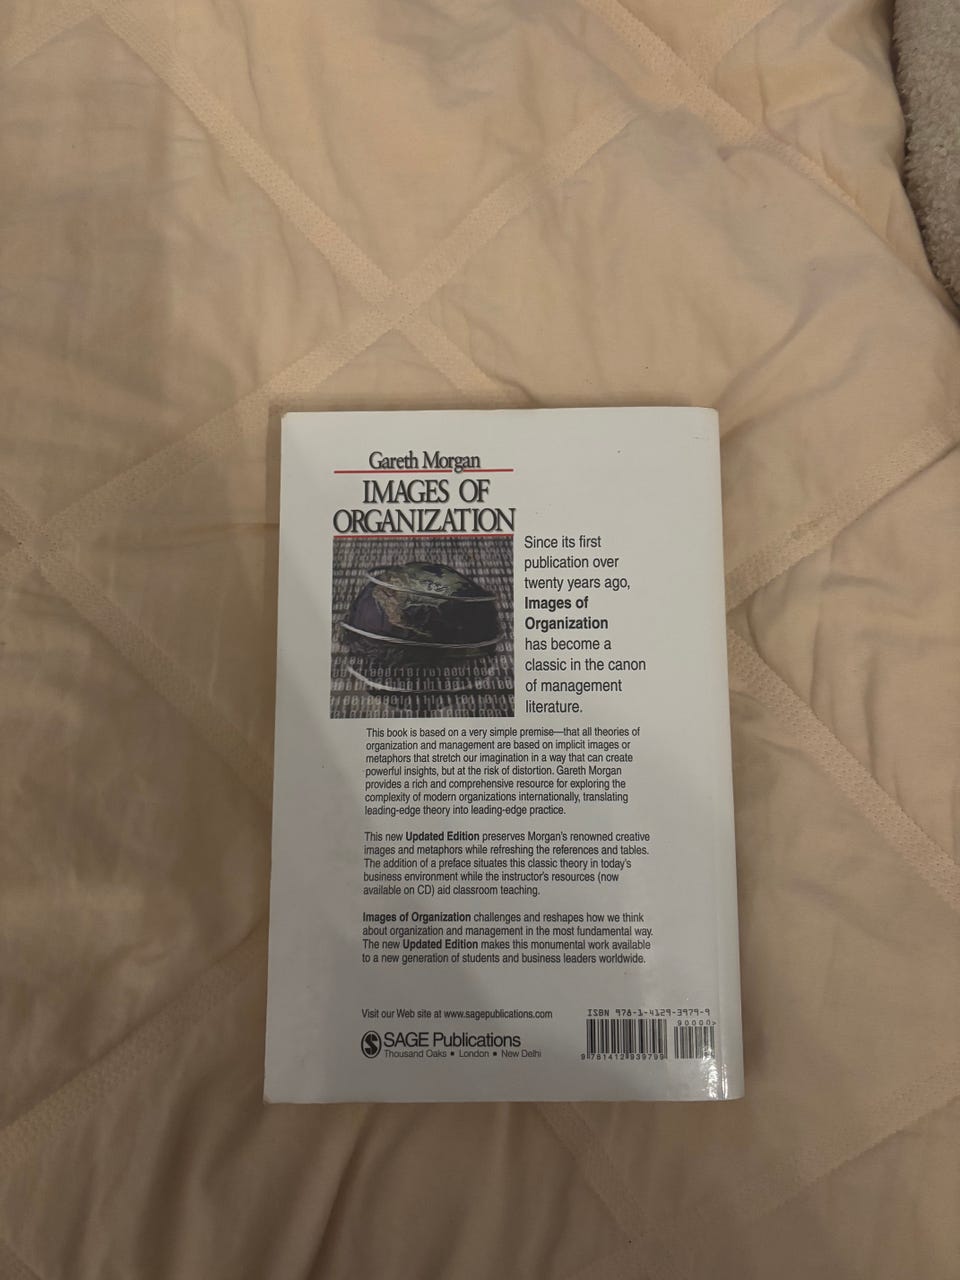 Gareth Morgan
IMAGES OF
ORGANIZATION
Since its first
publication over
twenty years ago,
Images of
Organization
has become a
classic in the canon
of management
literature.
This book is based on a very simple premise—that all theories of
organization and management are based on implicit images or
metaphors that stretch our imagination in a way that can create
powerful insights, but at the risk of distortion. Gareth Morgan
provides a rich and comprehensive resource for exploring the
complexity of modern organizations internationally, translating
leading-edge theory into leading-edge practice.
This new Updated Edition preserves Morgan's renowned creative
images and metaphors while refreshing the references and tables.
The addition of a preface situates this classic theory in today's
business environment while the instructor's resources (now
available on CD) aid classroom teaching.
Images of Organization challenges and reshapes how we think
about organization and management in the most fundamental way.
The new Updated Edition makes this monumental work available
to a new generation of students and business leaders worldwide.
Visit our Web site at www.sagepublications.com
SAGE Publications
Thousand Oaks ▪ London ▪ New Delhi
ISBN 978-1-4129-3979-9
90000>
9 781412 939799